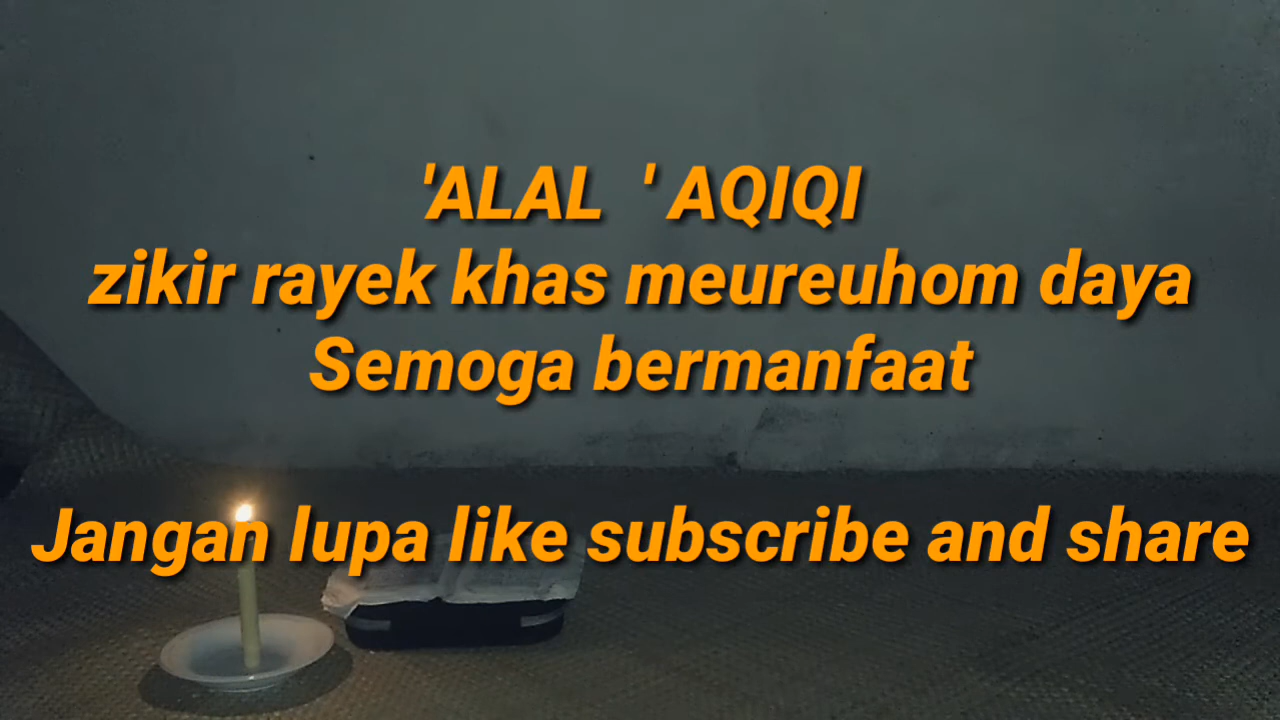 'ALAL ' AQIQI
zikir rayek khas meureuhom daya
Semoga bermanfaat
Jangan lupa like subscribe and share